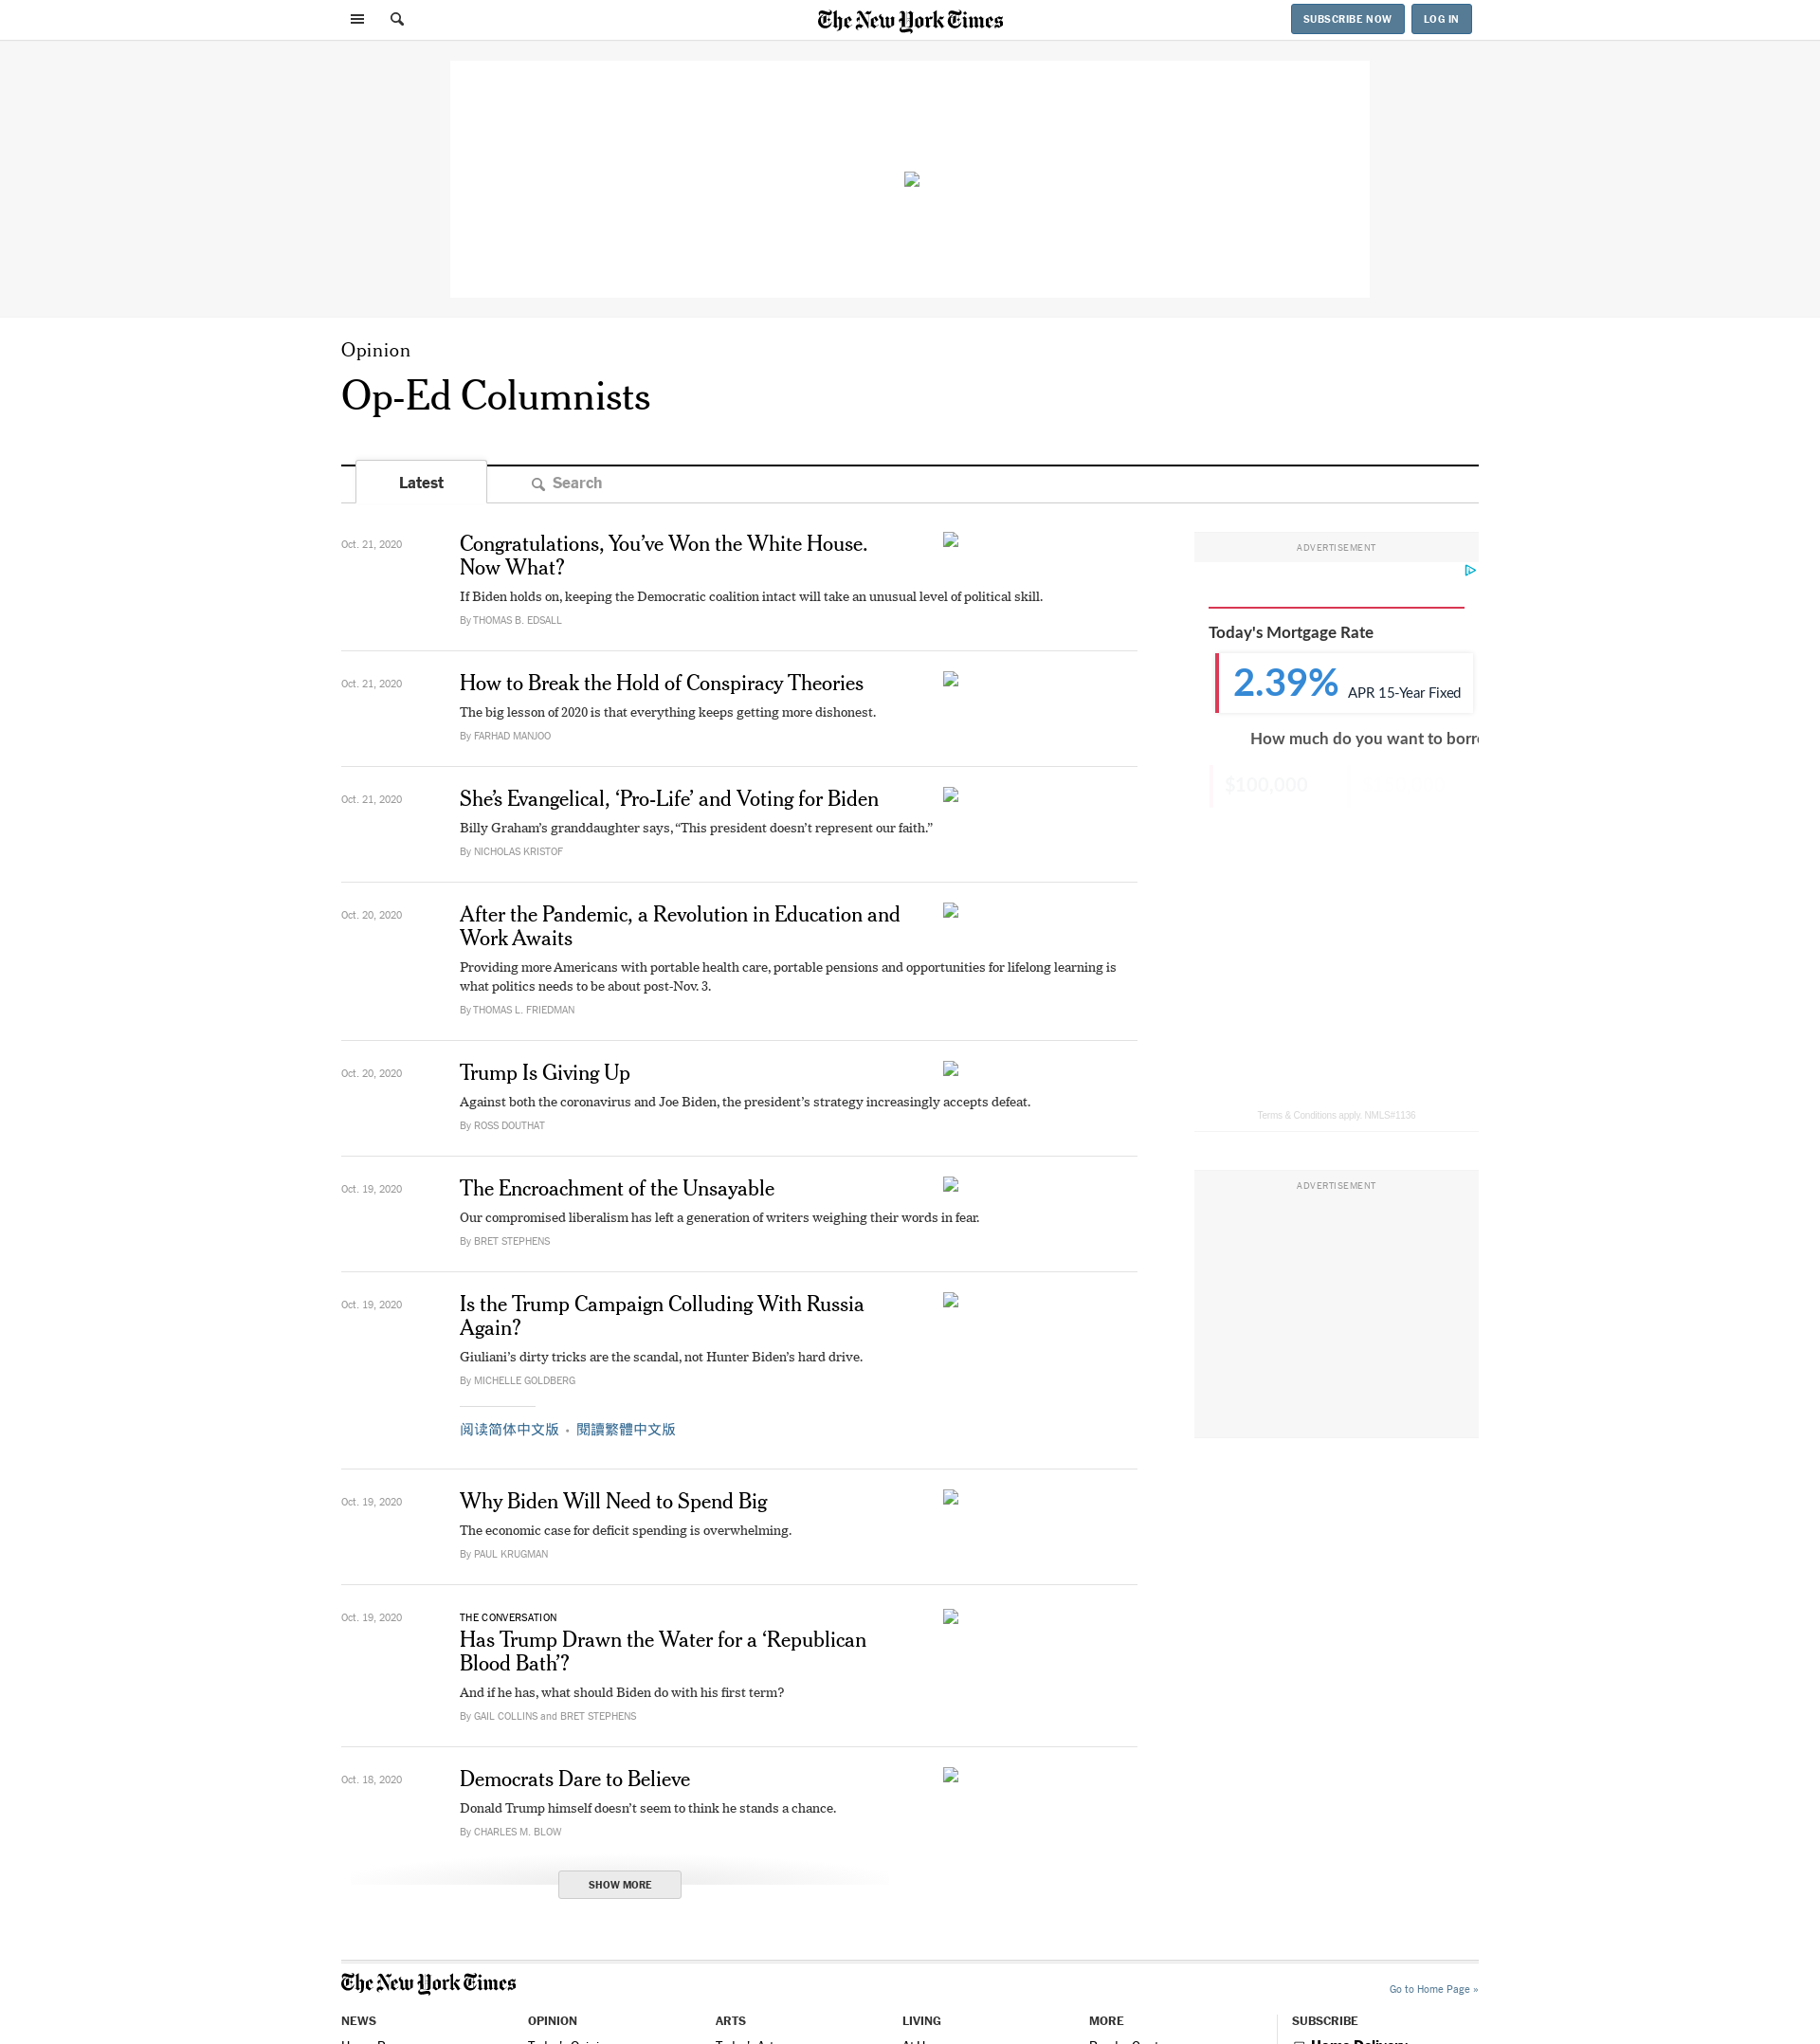 The New York Times
SUBSCRIBE NOW
LOG IN
Opinion
Op-Ed Columnists
Latest
Search
Oct. 21, 2020
Congratulations, You’ve Won the White House.
Now What?
If Biden holds on, keeping the Democratic coalition intact will take an unusual level of political skill.
By THOMAS B. EDSALL
Oct. 21, 2020
How to Break the Hold of Conspiracy Theories
The big lesson of 2020 is that everything keeps getting more dishonest.
By FARHAD MANJOO
Oct. 21, 2020
She’s Evangelical, ‘Pro-Life’ and Voting for Biden
Billy Graham’s granddaughter says, “This president doesn’t represent our faith.”
By NICHOLAS KRISTOF
Oct. 20, 2020
After the Pandemic, a Revolution in Education and
Work Awaits
Providing more Americans with portable health care, portable pensions and opportunities for lifelong learning is
what politics needs to be about post-Nov. 3.
By THOMAS L. FRIEDMAN
Oct. 20, 2020
Trump Is Giving Up
Against both the coronavirus and Joe Biden, the president’s strategy increasingly accepts defeat.
By ROSS DOUTHAT
Oct. 19, 2020
The Encroachment of the Unsayable
Our compromised liberalism has left a generation of writers weighing their words in fear.
By BRET STEPHENS
Oct. 19, 2020
Is the Trump Campaign Colluding With Russia
Again?
Giuliani’s dirty tricks are the scandal, not Hunter Biden’s hard drive.
By MICHELLE GOLDBERG
阅读简体中文版 • 閱讀繁體中文版
Oct. 19, 2020
Why Biden Will Need to Spend Big
The economic case for deficit spending is overwhelming.
By PAUL KRUGMAN
Oct. 19, 2020
THE CONVERSATION
Has Trump Drawn the Water for a ‘Republican
Blood Bath’?
And if he has, what should Biden do with his first term?
By GAIL COLLINS and BRET STEPHENS
Oct. 18, 2020
Democrats Dare to Believe
Donald Trump himself doesn’t seem to think he stands a chance.
By CHARLES M. BLOW
SHOW MORE
ADVERTISEMENT
Today's Mortgage Rate
2.39% APR 15-Year Fixed
How much do you want to
$100,000
Terms & Conditions apply. NMLS#1136
ADVERTISEMENT
The New York Times
Go to Home Page »
NEWS
OPINION
ARTS
LIVING
MORE
SUBSCRIBE
Home Delivery